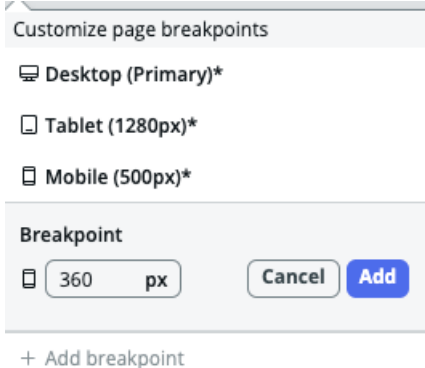 Customize page breakpoints
Desktop (Primary)*
Tablet (1280px)*
Mobile (500px)*
Breakpoint
360 px Cancel Add
+ Add breakpoint